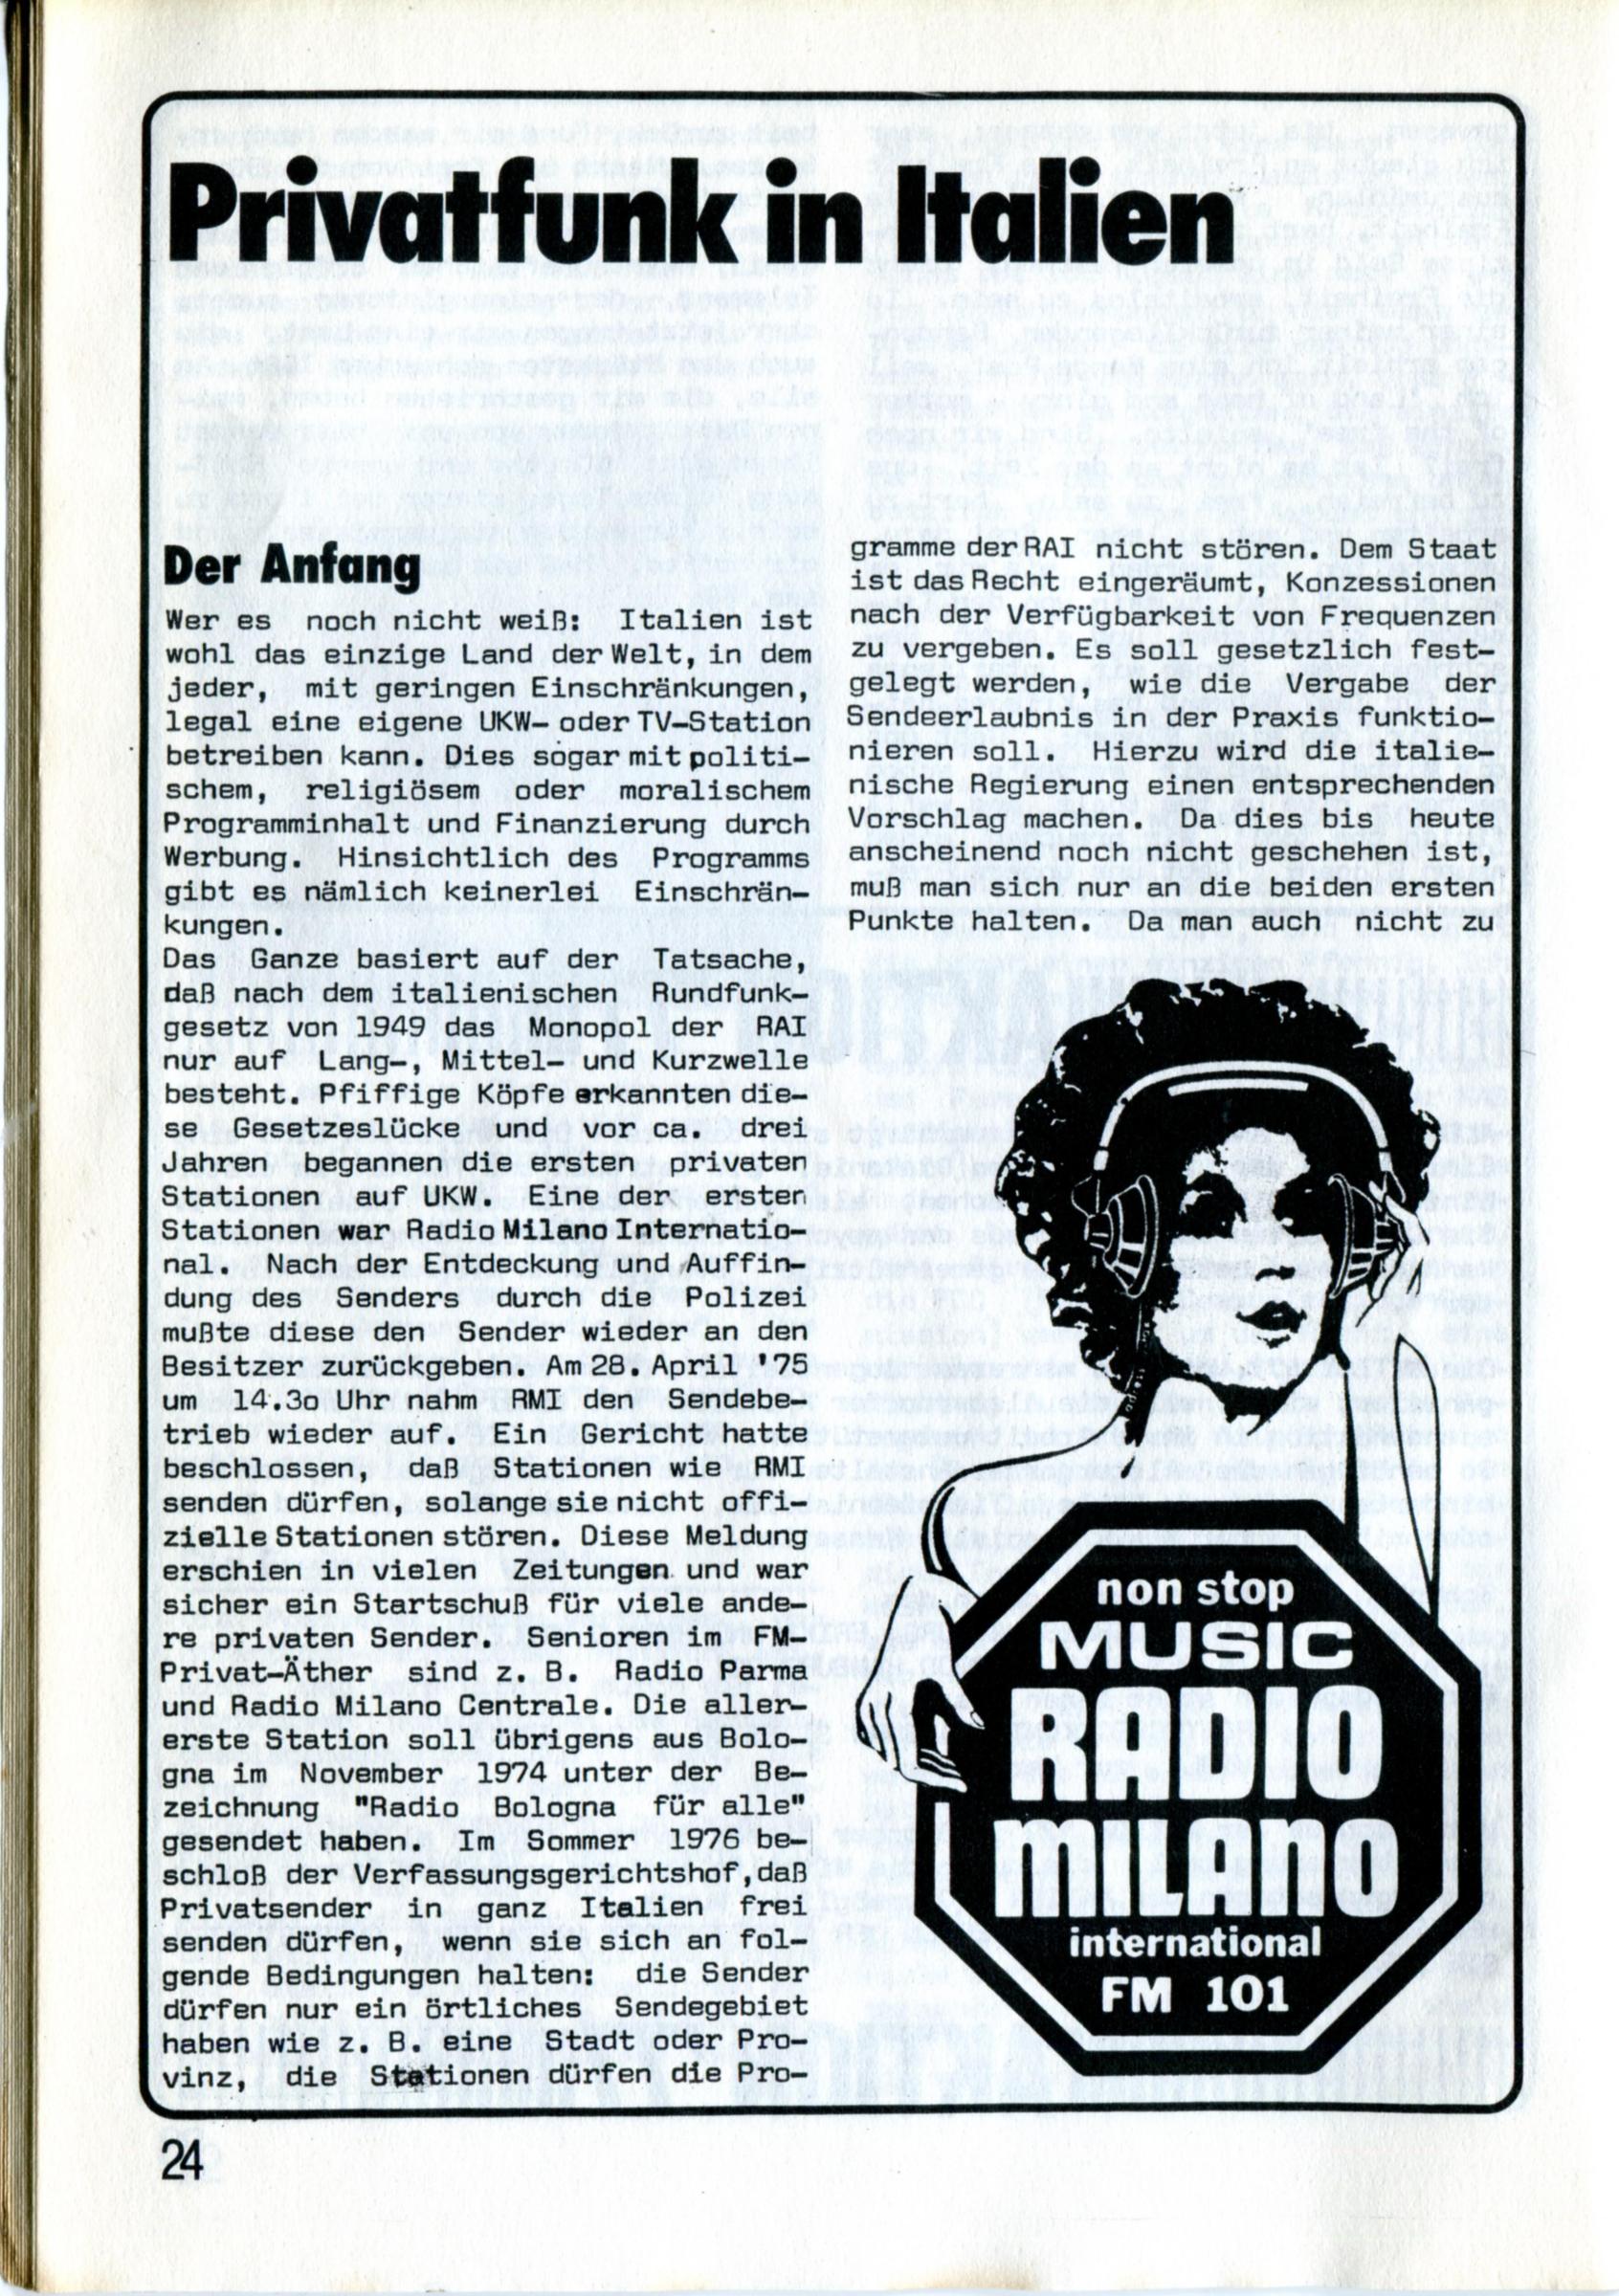 Privatfunk in Italien
Der Anfang
Wer es noch nicht weiß: Italien ist
wohl das einzige Land der Welt, in dem
jeder, mit geringen Einschränkungen,
legal eine eigene UKW- oder TV-Station
betreiben kann. Dies sogar mit politi-
schem, religiösem oder moralischem
Programminhalt und Finanzierung durch
Werbung. Hinsichtlich des Programms
gibt es nämlich keinerlei Einschrän-
kungen.
Das Ganze basiert auf der Tatsache,
daß nach dem italienischen Rundfunk-
gesetz von 1949 das Monopol der RAI
nur auf Lang-, Mittel- und Kurzwelle
besteht. Pfiffige Köpfe erkannten die-
se Gesetzeslücke und vor ca. drei
Jahren begannen die ersten privaten
Stationen auf UKW. Eine der ersten
Stationen war Radio Milano Internatio-
nal. Nach der Entdeckung und Auffin-
dung des Senders durch die Polizei
mußte diese den Sender wieder an den
Besitzer zurückgeben. Am 28. April '75
um 14.3o Uhr nahm RMI den Sendebe-
trieb wieder auf. Ein Gericht hatte
beschlossen, daß Stationen wie RMI
senden dürfen, solange sie nicht offi-
zielle Stationen stören. Diese Meldung
erschien in vielen Zeitungen und war
sicher ein Startschuß für viele ande-
re privaten Sender. Senioren im FM-
Privat-Äther sind z. B. Radio Parma
und Radio Milano Centrale. Die aller-
erste Station soll übrigens aus Bolo-
gna im November 1974 unter der Be-
zeichnung "Radio Bologna für alle"
gesendet haben. Im Sommer 1976 be-
schloß der Verfassungsgerichtshof,daß
Privatsender in ganz Italien frei
senden dürfen, wenn sie sich an fol-
gende Bedingungen halten: die Sender
dürfen nur ein örtliches Sendegebiet
haben wie z. B. eine Stadt oder Pro-
vinz, die Stationen dürfen die Pro-
gramme der RAI nicht stören. Dem Staat
ist das Recht eingeräumt, Konzessionen
nach der Verfügbarkeit von Frequenzen
zu vergeben. Es soll gesetzlich fest-
gelegt werden, wie die Vergabe der
Sendeerlaubnis in der Praxis funktio-
nieren soll. Hierzu wird die italie-
nische Regierung einen entsprechenden
Vorschlag machen. Da dies bis heute
anscheinend noch nicht geschehen ist,
muß man sich nur an die beiden ersten
Punkte halten. Da man auch nicht zu
non stop
MUSIC
RADIO
MILANO
international
FM 101
24